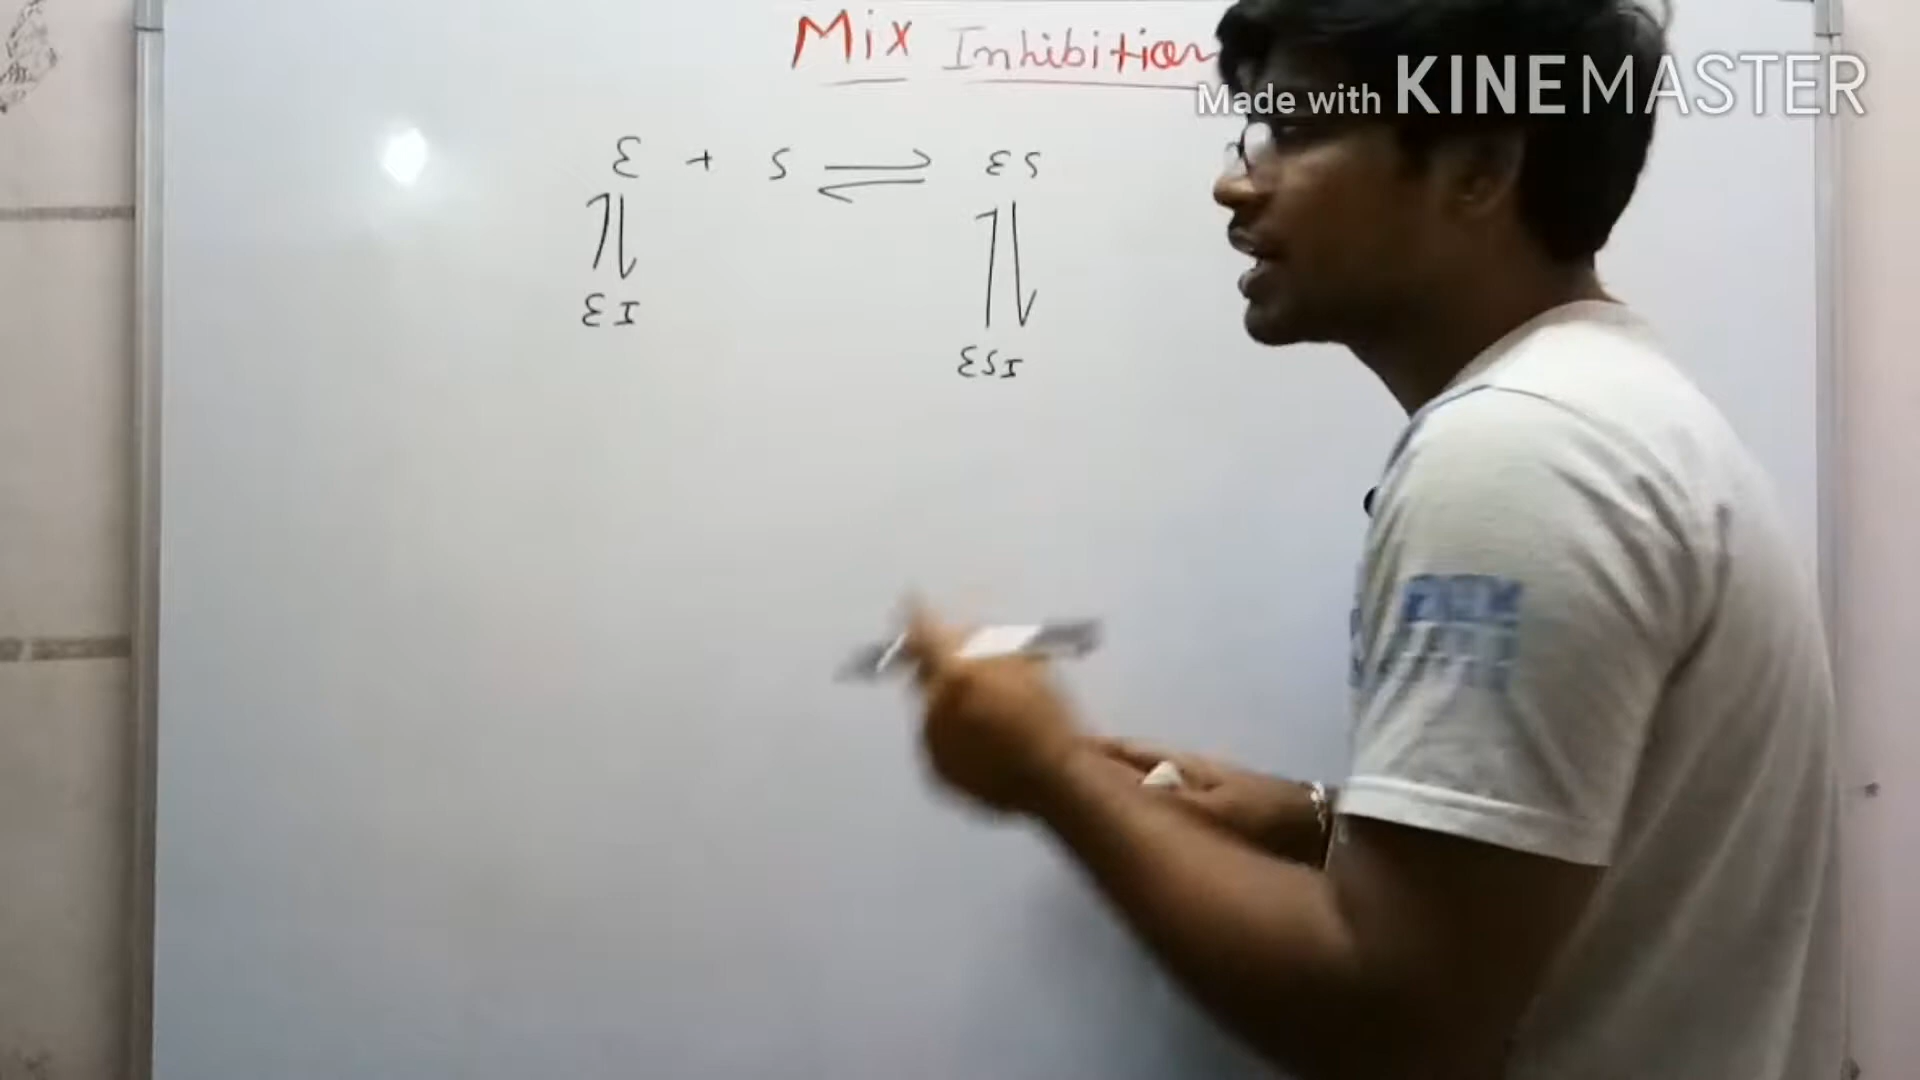 Mix Inhibition
Made with KINEMASTER
E + S ⇌ ES
⇅ ⇅
EI
ESI